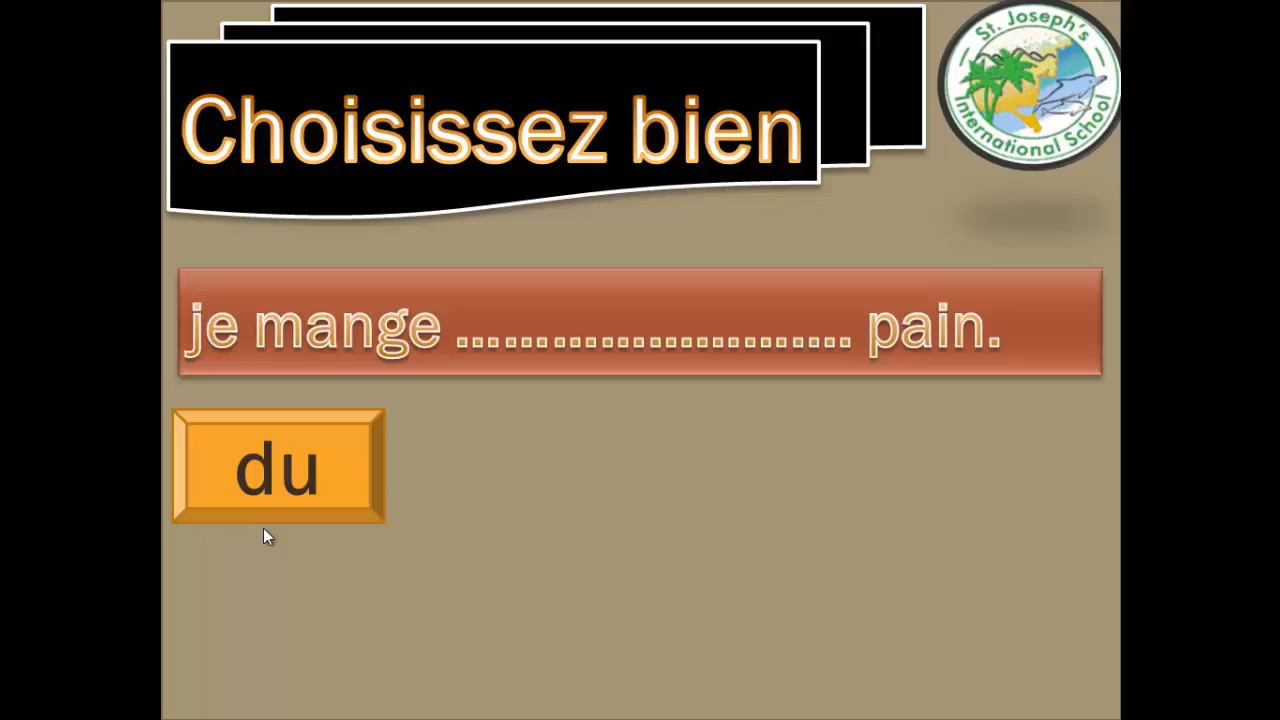 Choisissez bien
St. Joseph's
International School
je mange ........................ pain.
du